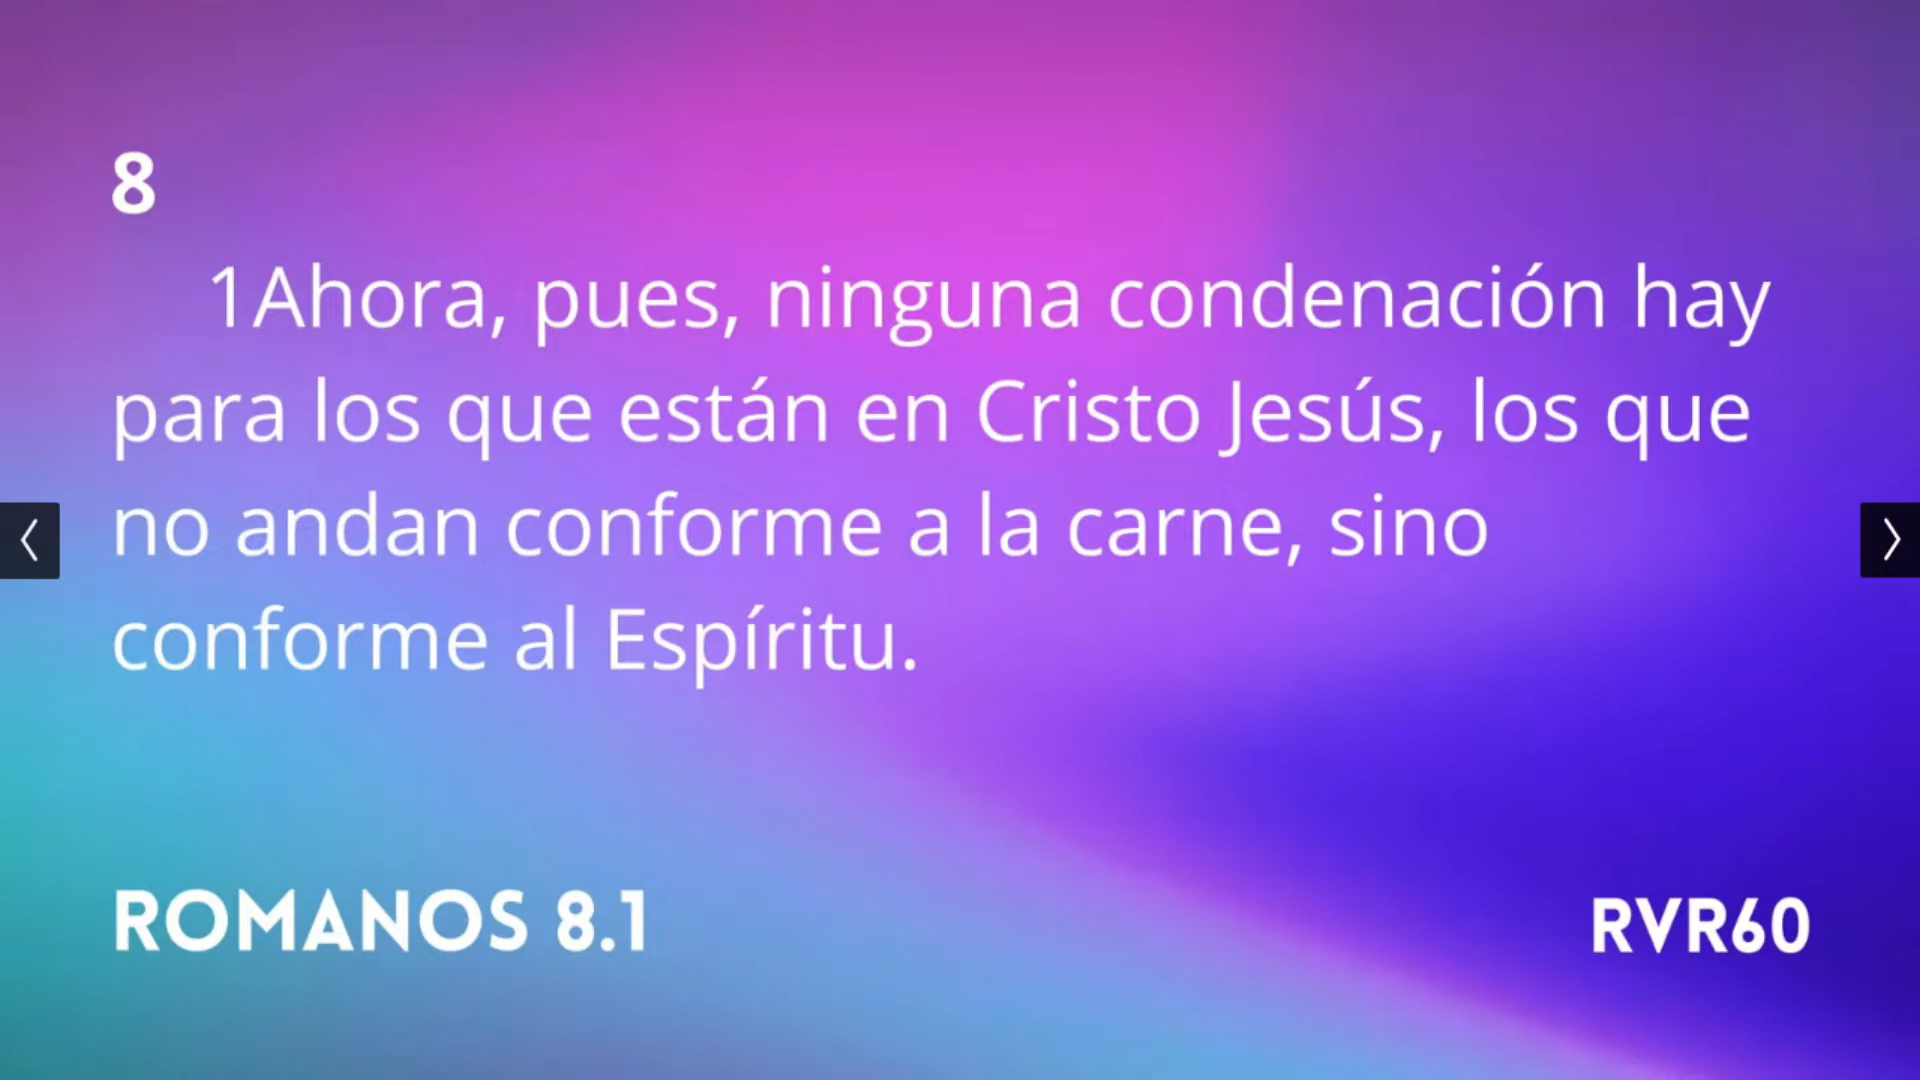 8
1Ahora, pues, ninguna condenación hay
para los que están en Cristo Jesús, los que
no andan conforme a la carne, sino
conforme al Espíritu.
ROMANOS 8.1
RVR60